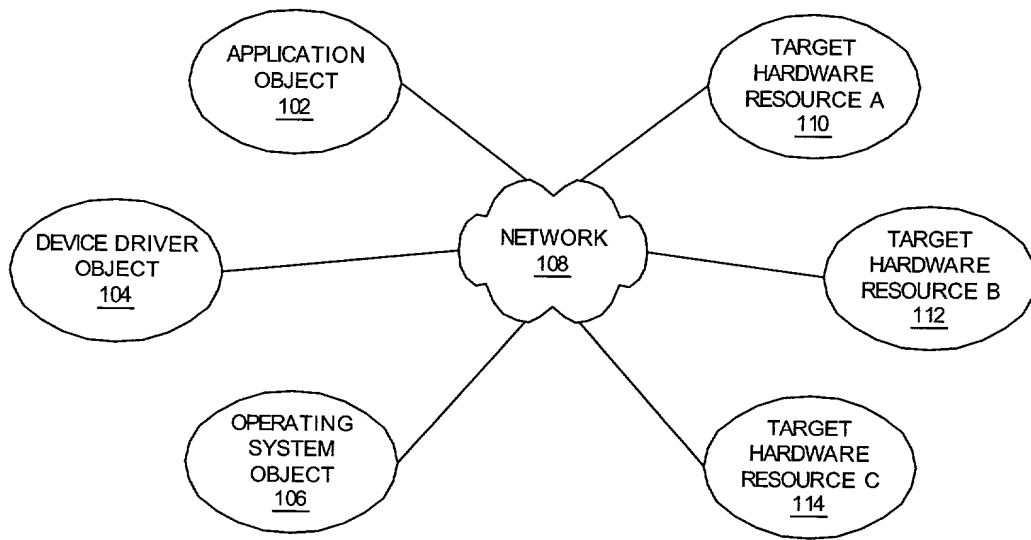 APPLICATION
OBJECT
102
TARGET
HARDWARE
RESOURCE A
110
DEVICE DRIVER
OBJECT
104
NETWORK
108
TARGET
HARDWARE
RESOURCE B
112
OPERATING
SYSTEM
OBJECT
106
TARGET
HARDWARE
RESOURCE C
114